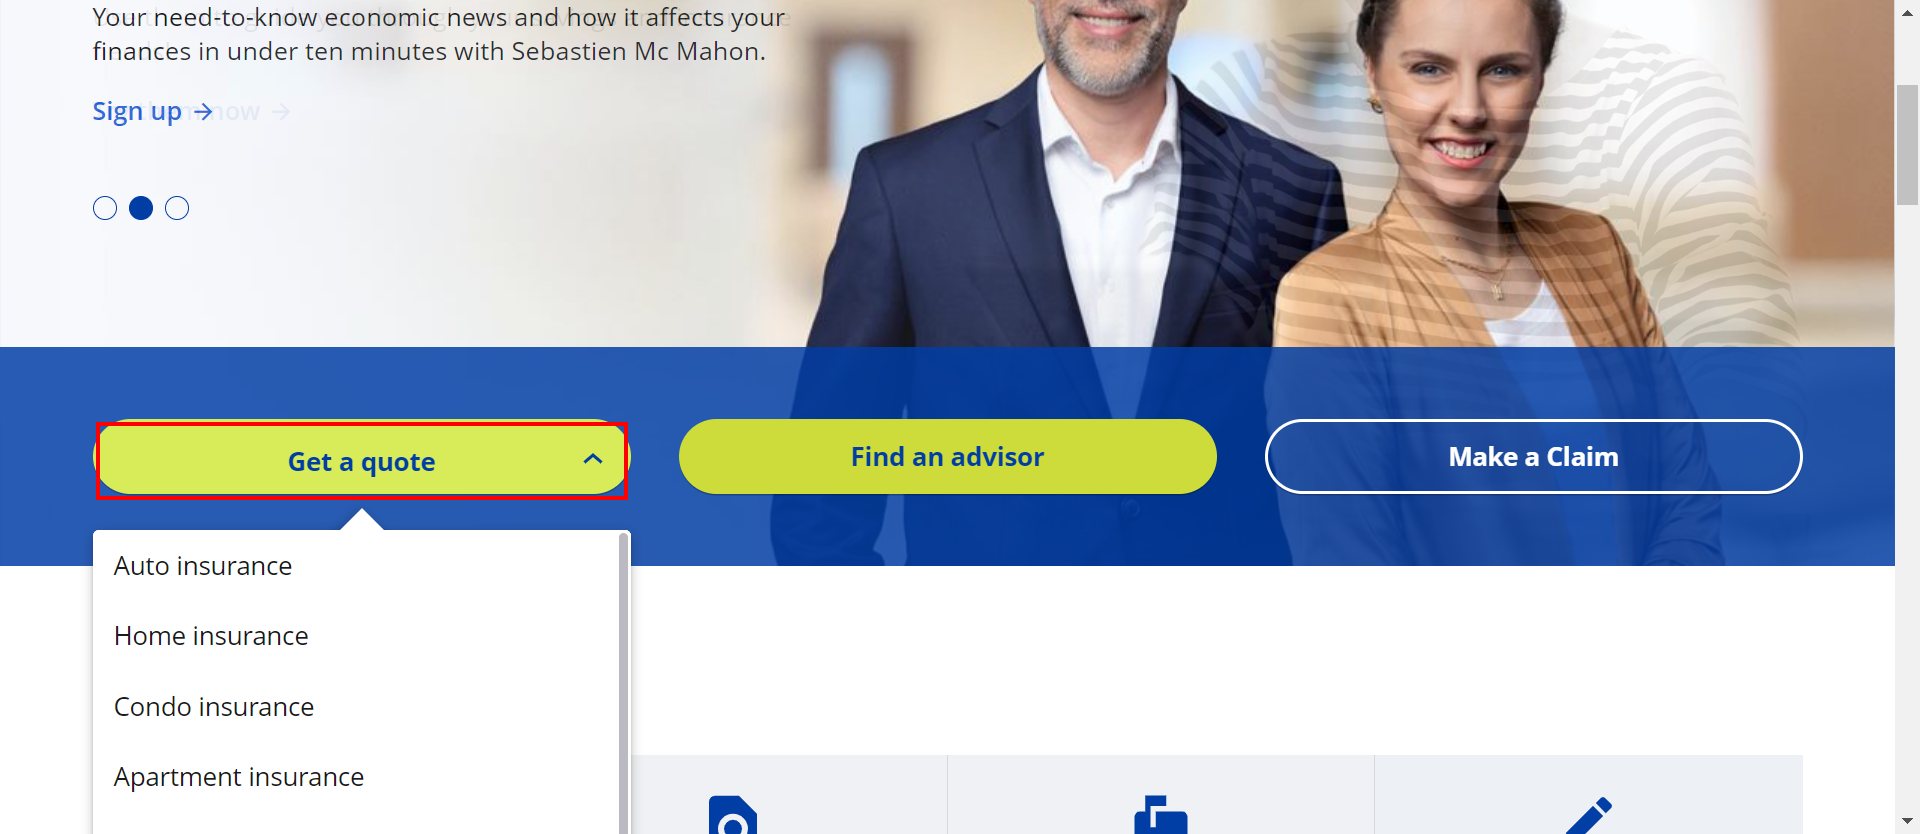 Your need-to-know economic news and how it affects your
finances in under ten minutes with Sebastien Mc Mahon.
Sign up →
now →
Get a quote
Find an advisor
Make a Claim
Auto insurance
Home insurance
Condo insurance
Apartment insurance